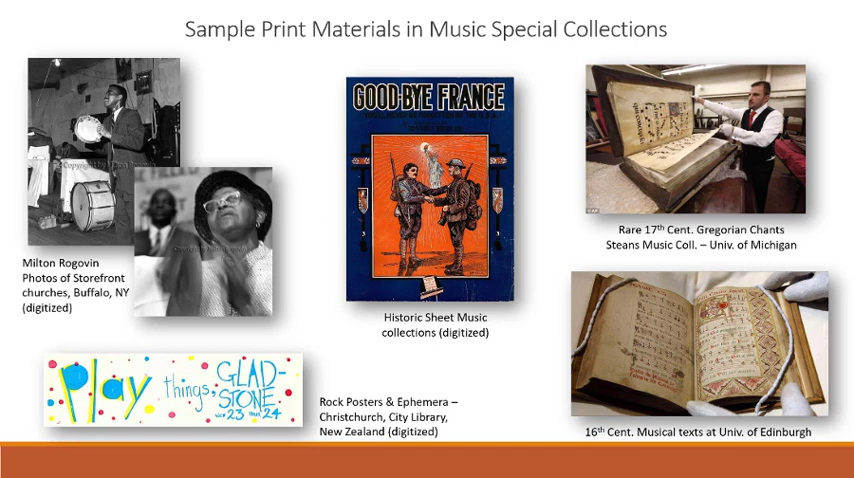 Sample Print Materials in Music Special Collections
Milton Rogovin
Photos of Storefront
churches, Buffalo, NY
(digitized)
GOOD-BYE FRANCE
Historic Sheet Music
collections (digitized)
Rare 17th Cent. Gregorian Chants
Steans Music Coll. – Univ. of Michigan
Play things, GLAD-
STONE
WED 23 THUR 24
Rock Posters & Ephemera –
Christchurch, City Library,
New Zealand (digitized)
16th Cent. Musical texts at Univ. of Edinburgh